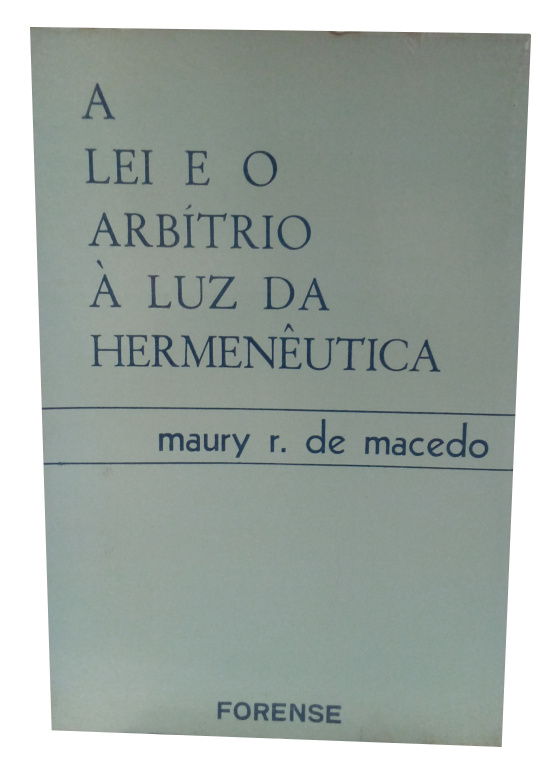 A
LEI E O
ARBÍTRIO
À LUZ DA
HERMENÊUTICA
maury r. de macedo
FORENSE